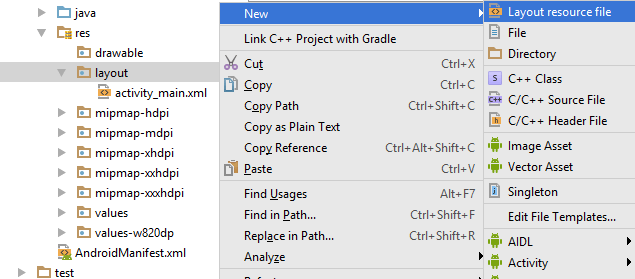 java
res
drawable
layout
activity_main.xml
mipmap-hdpi
mipmap-mdpi
mipmap-xhdpi
mipmap-xxhdpi
mipmap-xxxhdpi
values
values-w820dp
AndroidManifest.xml
test
New
Link C++ Project with Gradle
Cut Ctrl+X
Copy Ctrl+C
Copy Path Ctrl+Shift+C
Copy as Plain Text
Copy Reference Ctrl+Alt+Shift+C
Paste Ctrl+V
Find Usages Alt+F7
Find in Path... Ctrl+Shift+F
Replace in Path... Ctrl+Shift+R
Analyze
Layout resource file
File
Directory
S C++ Class
c C/C++ Source File
h C/C++ Header File
Image Asset
Vector Asset
Singleton
Edit File Templates...
AIDL
Activity